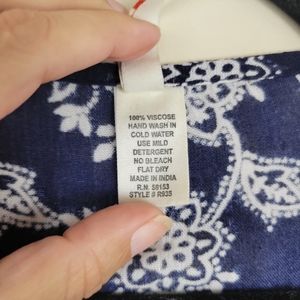 100% VISCOSE
HAND WASH IN
COLD WATER
USE MILD
DETERGENT
NO BLEACH
FLAT DRY
MADE IN INDIA
R.N. 58153
STYLE # R935